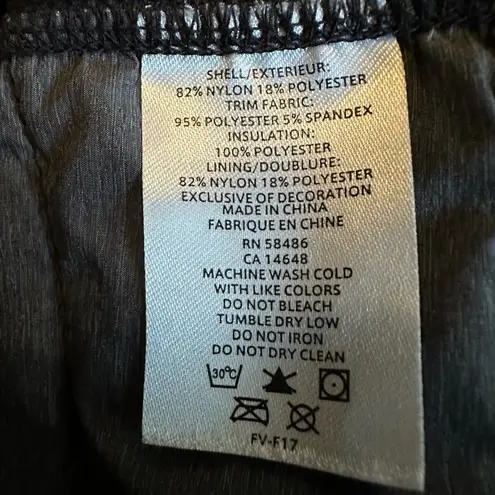 SHELL/EXTERIEUR:
82% NYLON 18% POLYESTER
TRIM FABRIC:
95% POLYESTER 5% SPANDEX
INSULATION:
100% POLYESTER
LINING/DOUBLURE:
82% NYLON 18% POLYESTER
EXCLUSIVE OF DECORATION
MADE IN CHINA
FABRIQUE EN CHINE
RN 58486
CA 14648
MACHINE WASH COLD
WITH LIKE COLORS
DO NOT BLEACH
TUMBLE DRY LOW
DO NOT IRON
DO NOT DRY CLEAN
30°C
FV-F17